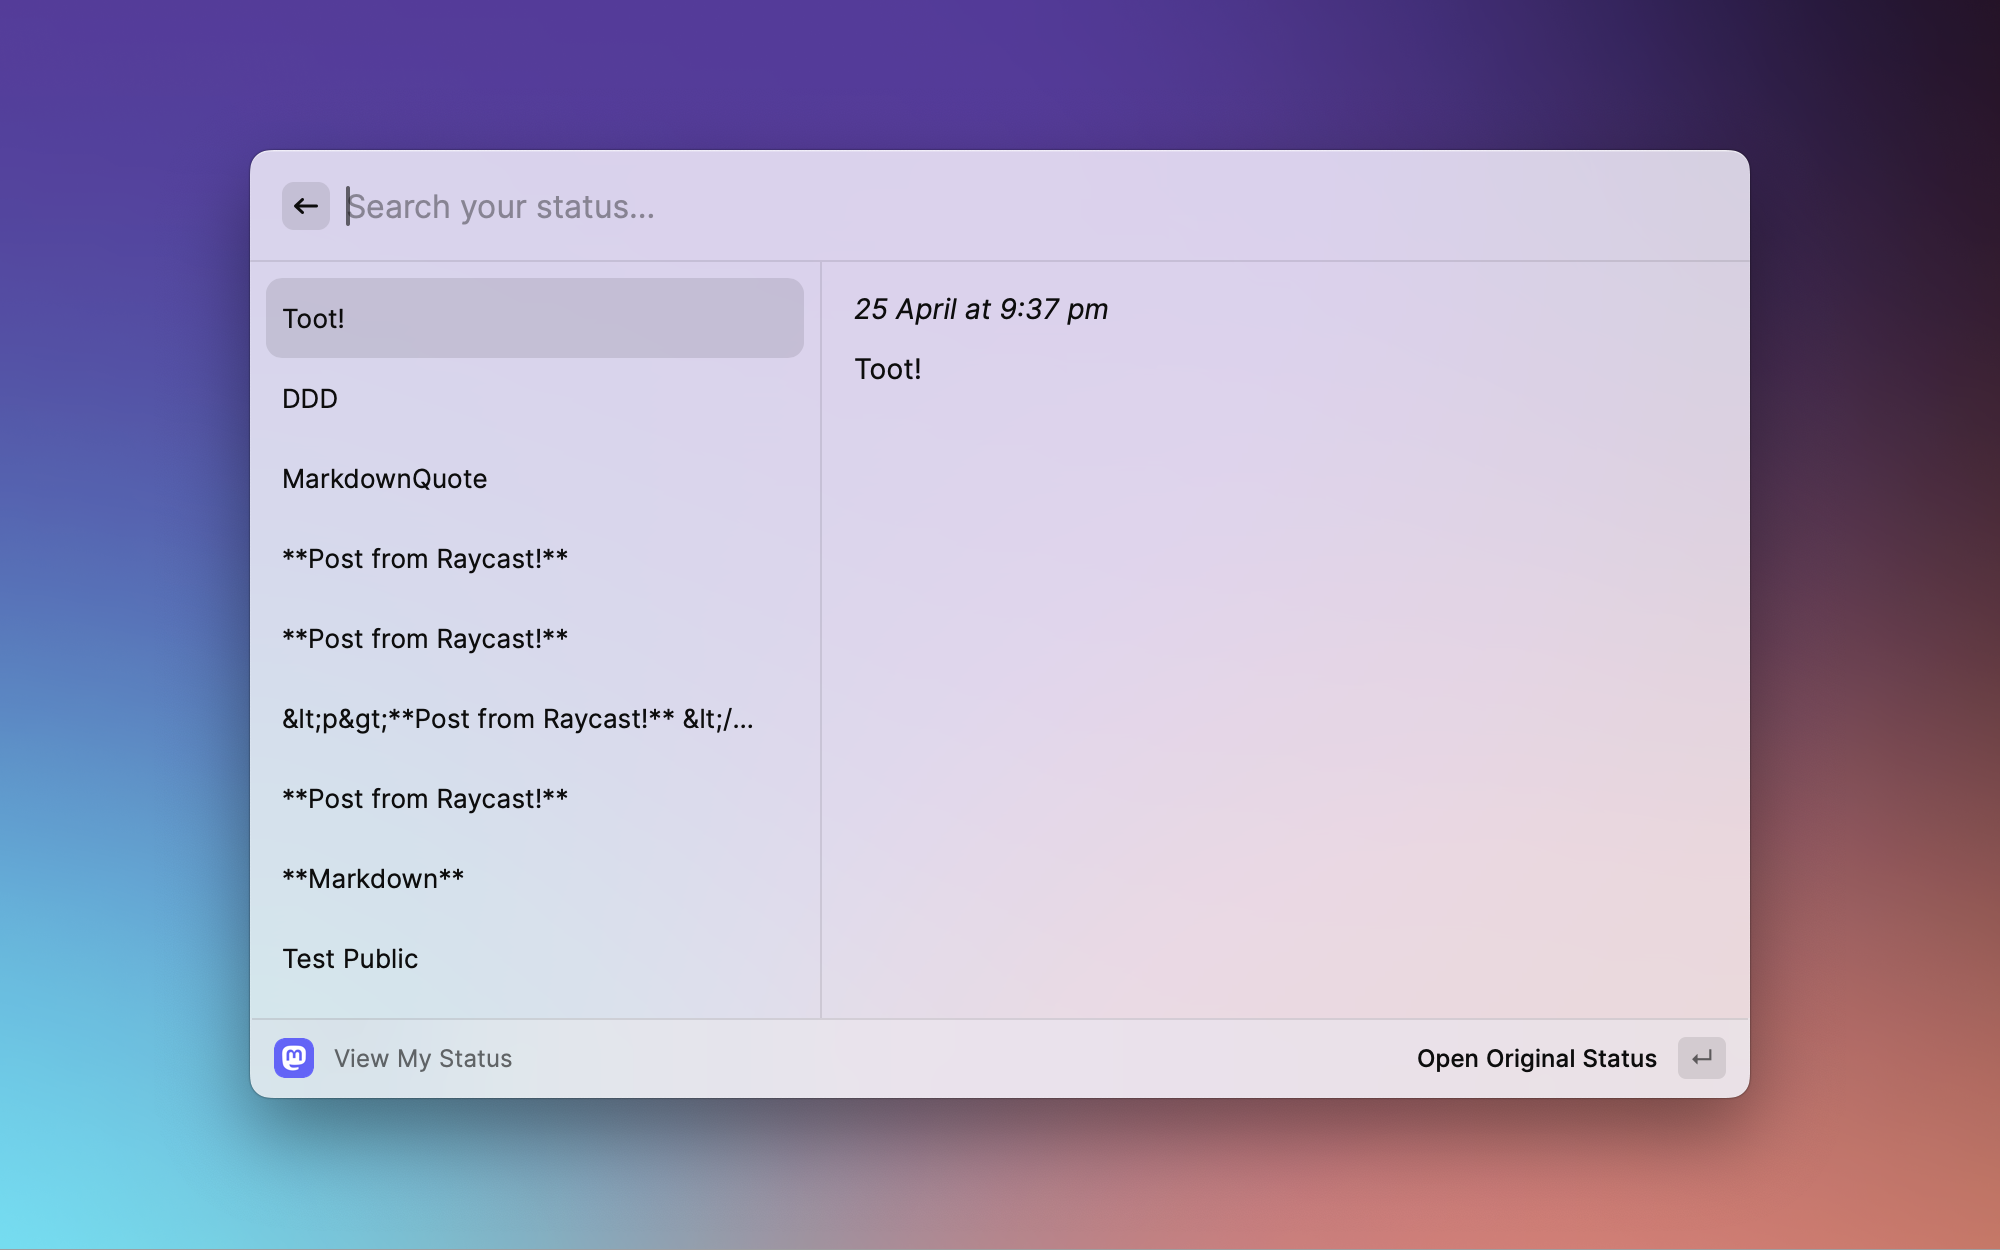 Search your status...
Toot!
DDD
MarkdownQuote
**Post from Raycast!**
**Post from Raycast!**
&lt;p&gt;**Post from Raycast!** &lt;/...
**Post from Raycast!**
**Markdown**
Test Public
25 April at 9:37 pm
Toot!
View My Status
Open Original Status